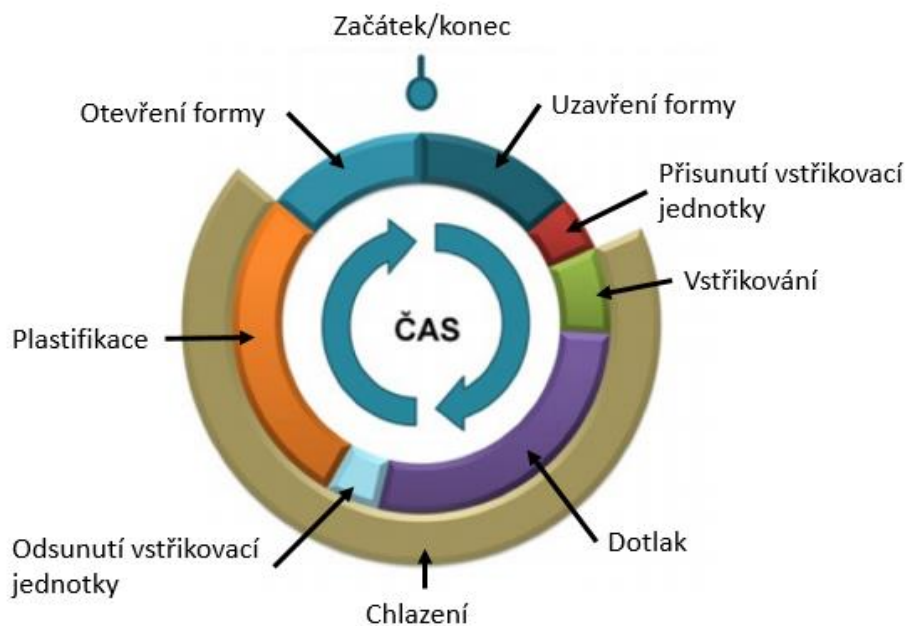 Začátek/konec
Otevření formy
Uzavření formy
Přisunutí vstřikovací
jednotky
Vstřikování
Plastifikace
ČAS
Odsunutí vstřikovací
jednotky
Dotlak
Chlazení